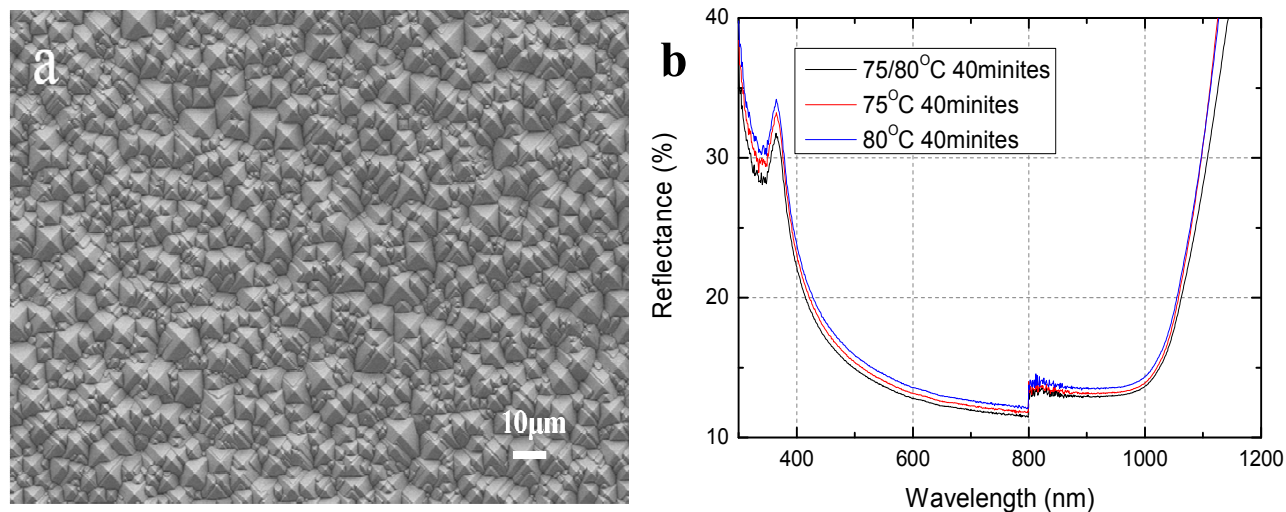 a
10μm
b
75/80°C 40minites
75°C 40minites
80°C 40minites
Reflectance (%)
40
30
20
10
400 600 800 1000 1200
Wavelength (nm)